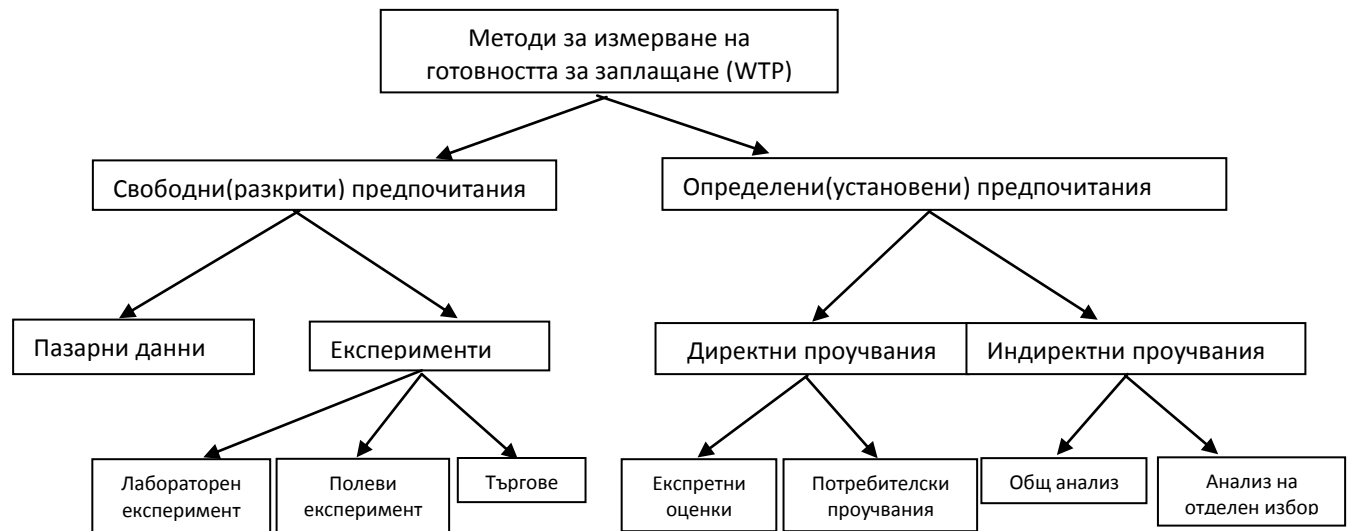 Методи за измерване на
готовността за заплащане (WTP)
Свободни(разкрити) предпочитания
Определени(установени) предпочитания
Пазарни данни
Експерименти
Директни проучвания
Индиректни проучвания
Лабораторен
експеримент
Полеви
експеримент
Търгове
Експретни
оценки
Потребителски
проучвания
Общ анализ
Анализ на
отделен избор